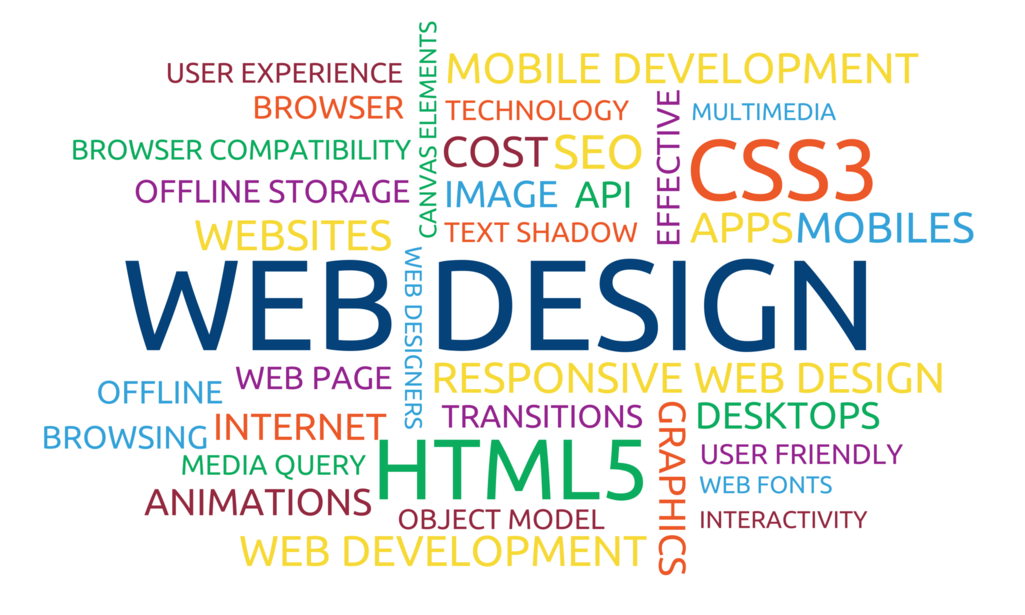 USER EXPERIENCE
BROWSER
BROWSER COMPATIBILITY
OFFLINE STORAGE
WEBSITES
CANVAS ELEMENTS
MOBILE DEVELOPMENT
TECHNOLOGY
COST SEO
IMAGE API
TEXT SHADOW
EFFECTIVE
MULTIMEDIA
CSS3
APPS MOBILES
WEB DESIGN
WEB DESIGNERS
OFFLINE WEB PAGE
BROWSING INTERNET
MEDIA QUERY
ANIMATIONS
RESPONSIVE WEB DESIGN
TRANSITIONS
HTML5
OBJECT MODEL
WEB DEVELOPMENT
GRAPHICS
DESKTOPS
USER FRIENDLY
WEB FONTS
INTERACTIVITY